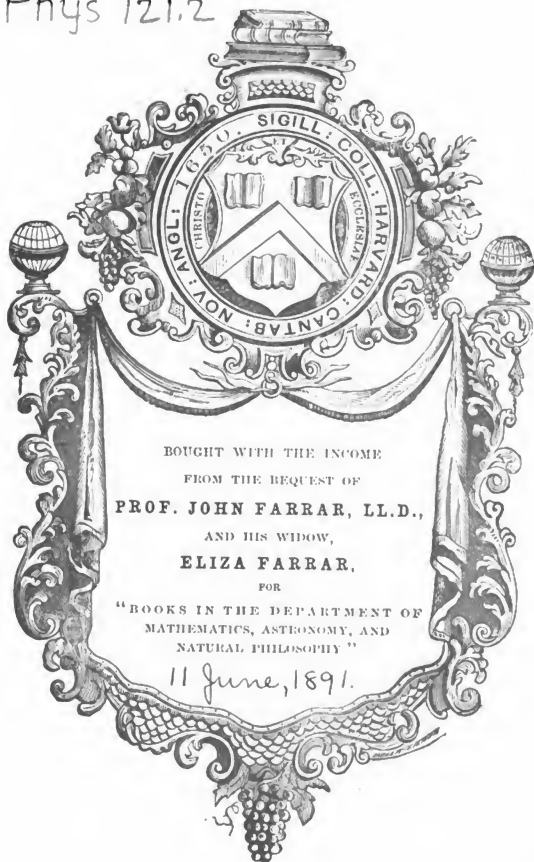 Phys 121.2
SIGILL: COLL: HARVARD: CANTAB: NOV: ANGL: 1650.
ET
CHRISTO
ECCLESIAE
BOUGHT WITH THE INCOME
FROM THE BEQUEST OF
PROF. JOHN FARRAR, LL.D.,
AND HIS WIDOW,
ELIZA FARRAR,
FOR
"BOOKS IN THE DEPARTMENT OF
MATHEMATICS, ASTRONOMY, AND
NATURAL PHILOSOPHY"
11 June, 1891.